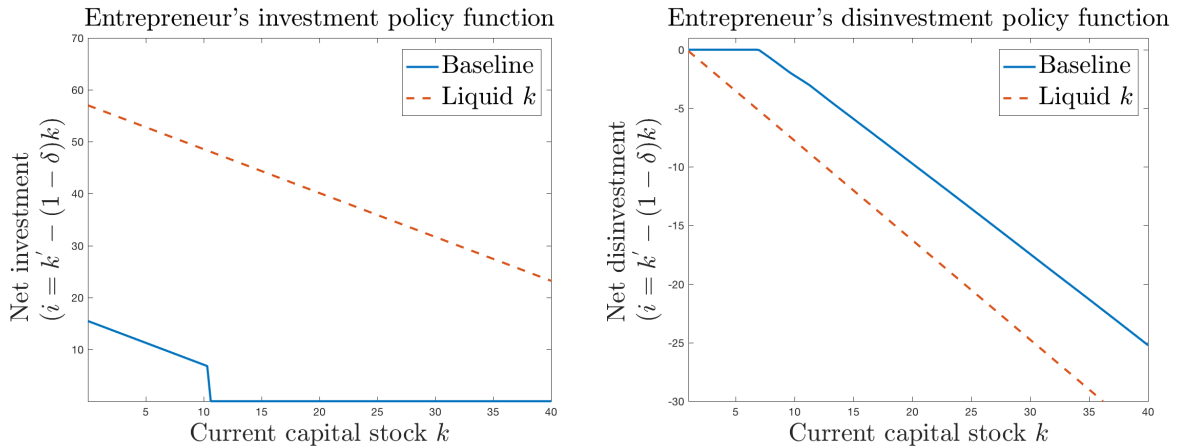 Entrepreneur's investment policy function
70
60
50
40
30
20
10
5
10
15
20
25
30
35
40
Net investment
(i = k′ − (1 − δ)k)
Current capital stock k
Baseline
Liquid k
Entrepreneur's disinvestment policy function
0
-5
-10
-15
-20
-25
-30
5
10
15
20
25
30
35
40
Net disinvestment
(i = k′ − (1 − δ)k)
Current capital stock k
Baseline
Liquid k